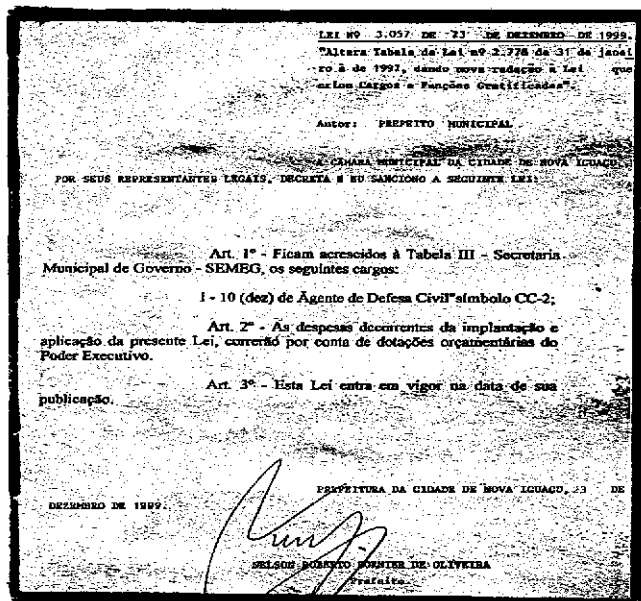 LEI Nº 3.057 DE 23 DE DEZEMBRO DE 1999.
"Altera Tabela da Lei nº 2.778 de 31 de janei
ro de 1997, dando nova redação a Lei que
criou Cargos e Funções Gratificadas".
Autor: PREFEITO MUNICIPAL
A CÂMARA MUNICIPAL DA CIDADE DE NOVA IGUAÇU,
POR SEUS REPRESENTANTES LEGAIS, DECRETA E EU SANCIONO A SEGUINTE LEI:
Art. 1º - Ficam acrescidos à Tabela III - Secretaria
Municipal de Governo - SEMEG, os seguintes cargos:
I - 10 (dez) de Agente de Defesa Civil símbolo CC-2;
Art. 2º - As despesas decorrentes da implantação e
aplicação da presente Lei, correrão por conta de dotações orçamentárias do
Poder Executivo.
Art. 3º - Esta Lei entra em vigor na data de sua
publicação.
PREFEITURA DA CIDADE DE NOVA IGUAÇU, 23 DE
DEZEMBRO DE 1999.
NELSON ROBERTO BORNIER DE OLIVEIRA
Prefeito